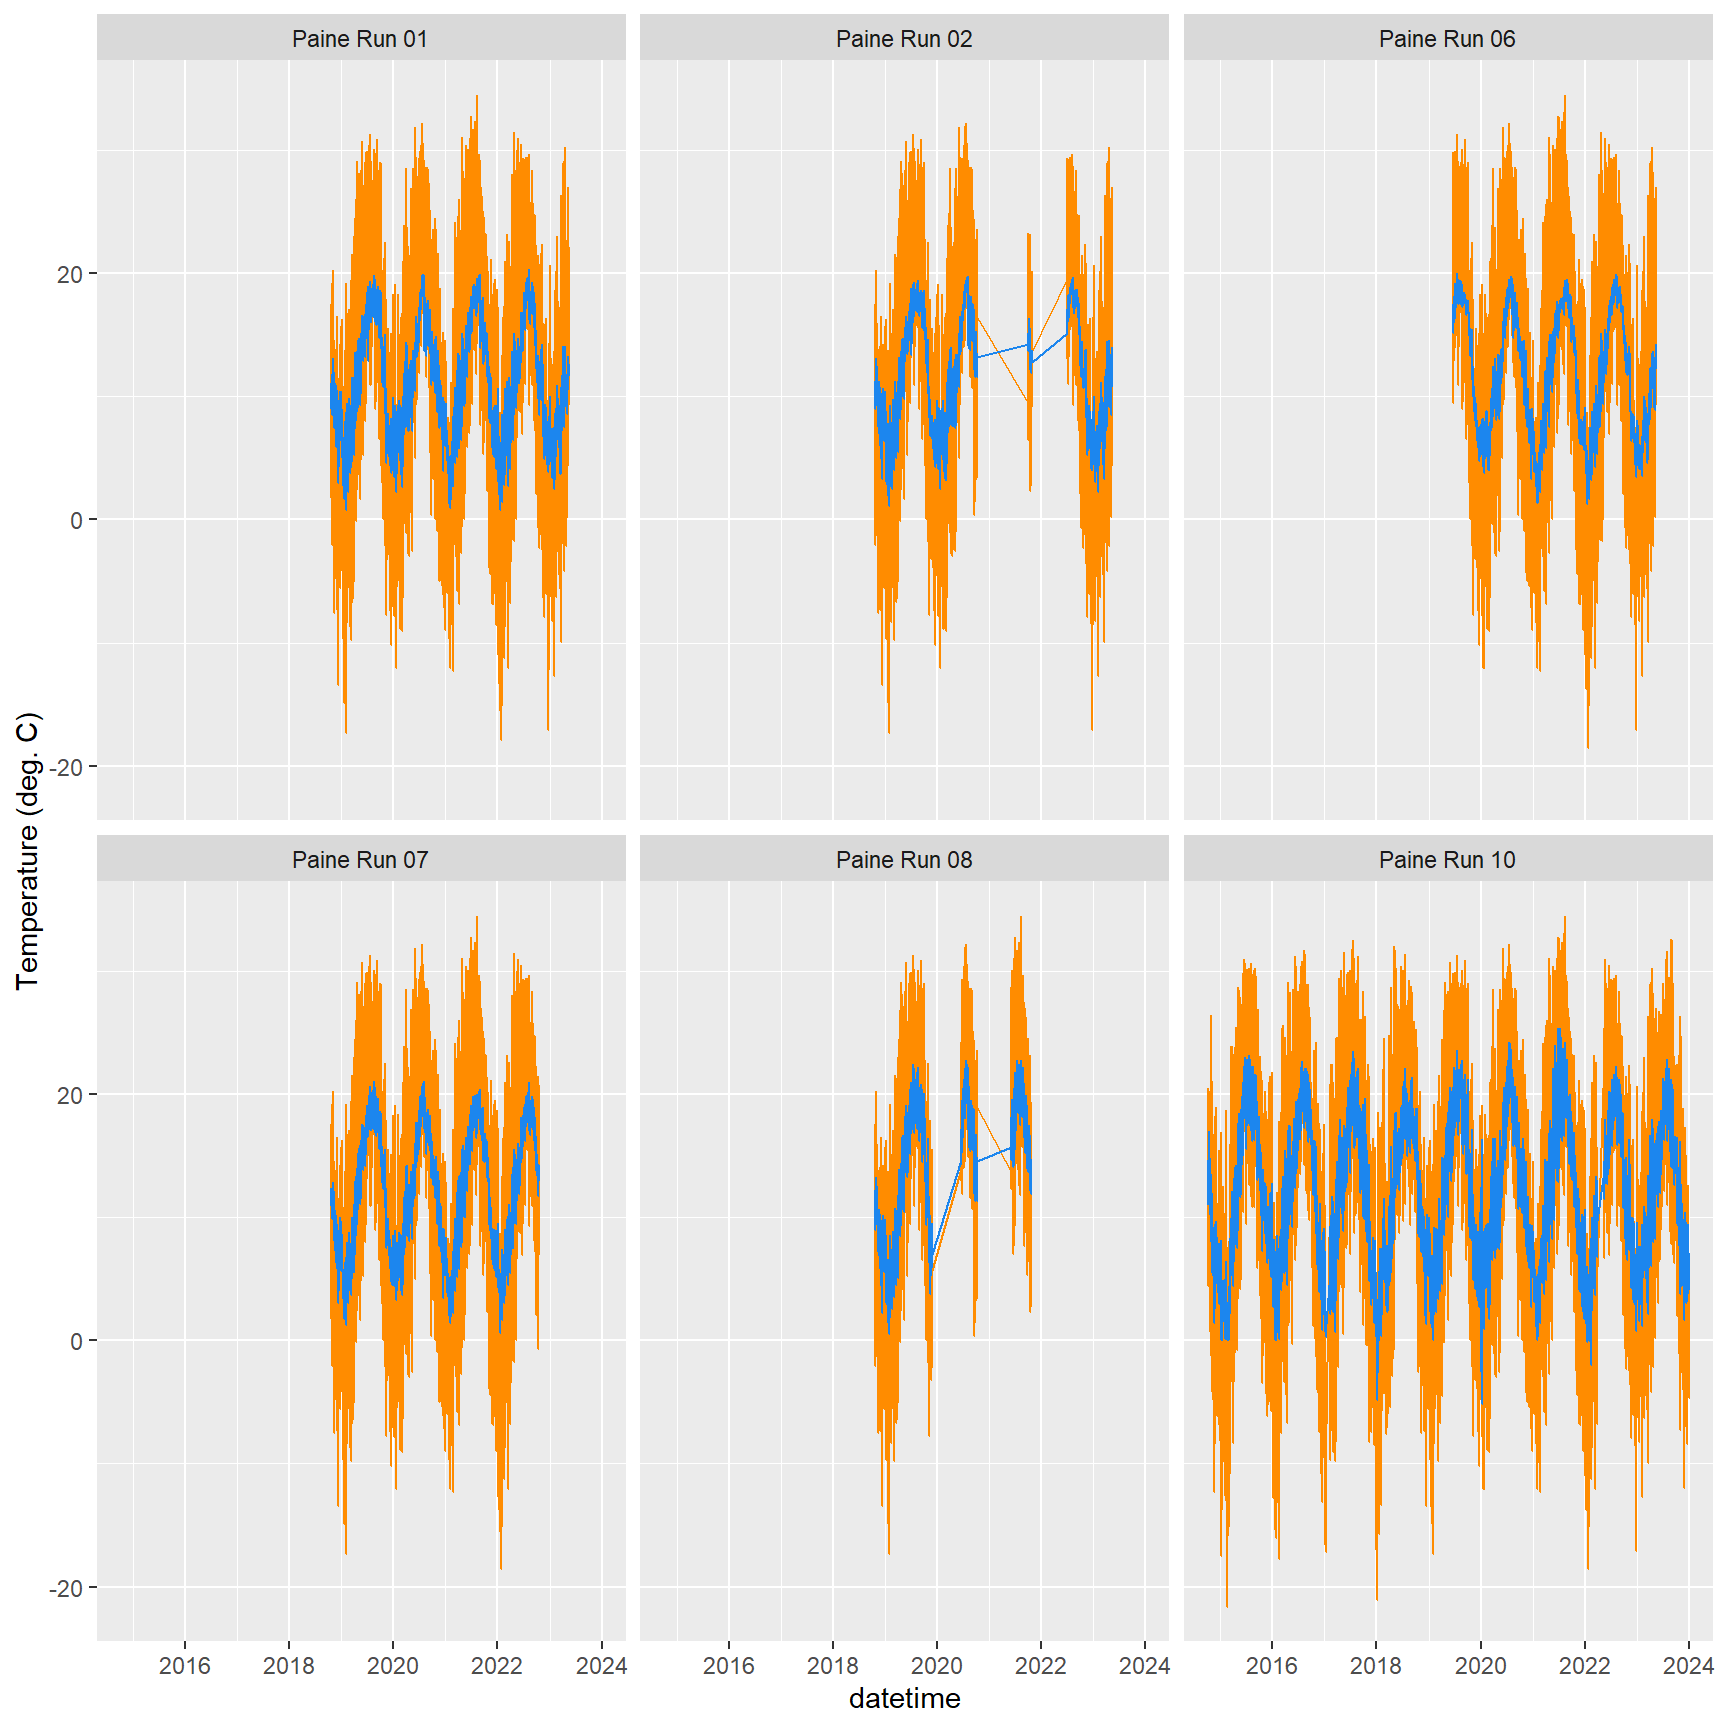 Paine Run 01
Paine Run 02
Paine Run 06
20
0
-20
Temperature (deg. C)
Paine Run 07
Paine Run 08
Paine Run 10
20
0
-20
2016 2018 2020 2022 2024
2016 2018 2020 2022 2024
2016 2018 2020 2022 2024
datetime